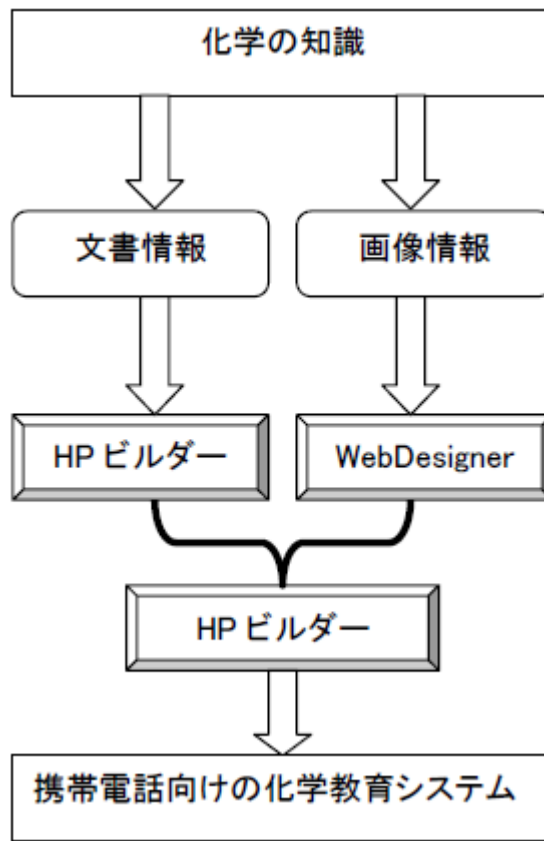 化学の知識
文書情報
画像情報
HP ビルダー
WebDesigner
HP ビルダー
携帯電話向けの化学教育システム